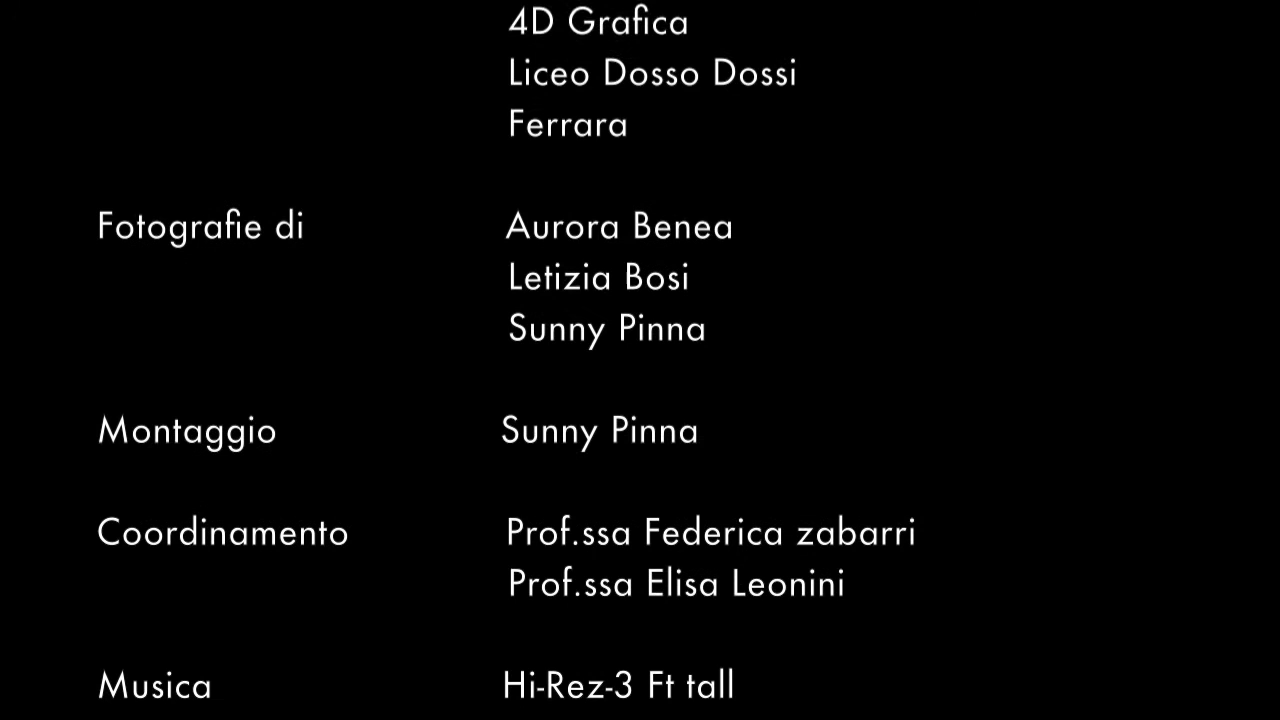 4D Grafica
Liceo Dosso Dossi
Ferrara
Fotografie di Aurora Benea
Letizia Bosi
Sunny Pinna
Montaggio Sunny Pinna
Coordinamento Prof.ssa Federica zabarri
Prof.ssa Elisa Leonini
Musica Hi-Rez-3 Ft tall